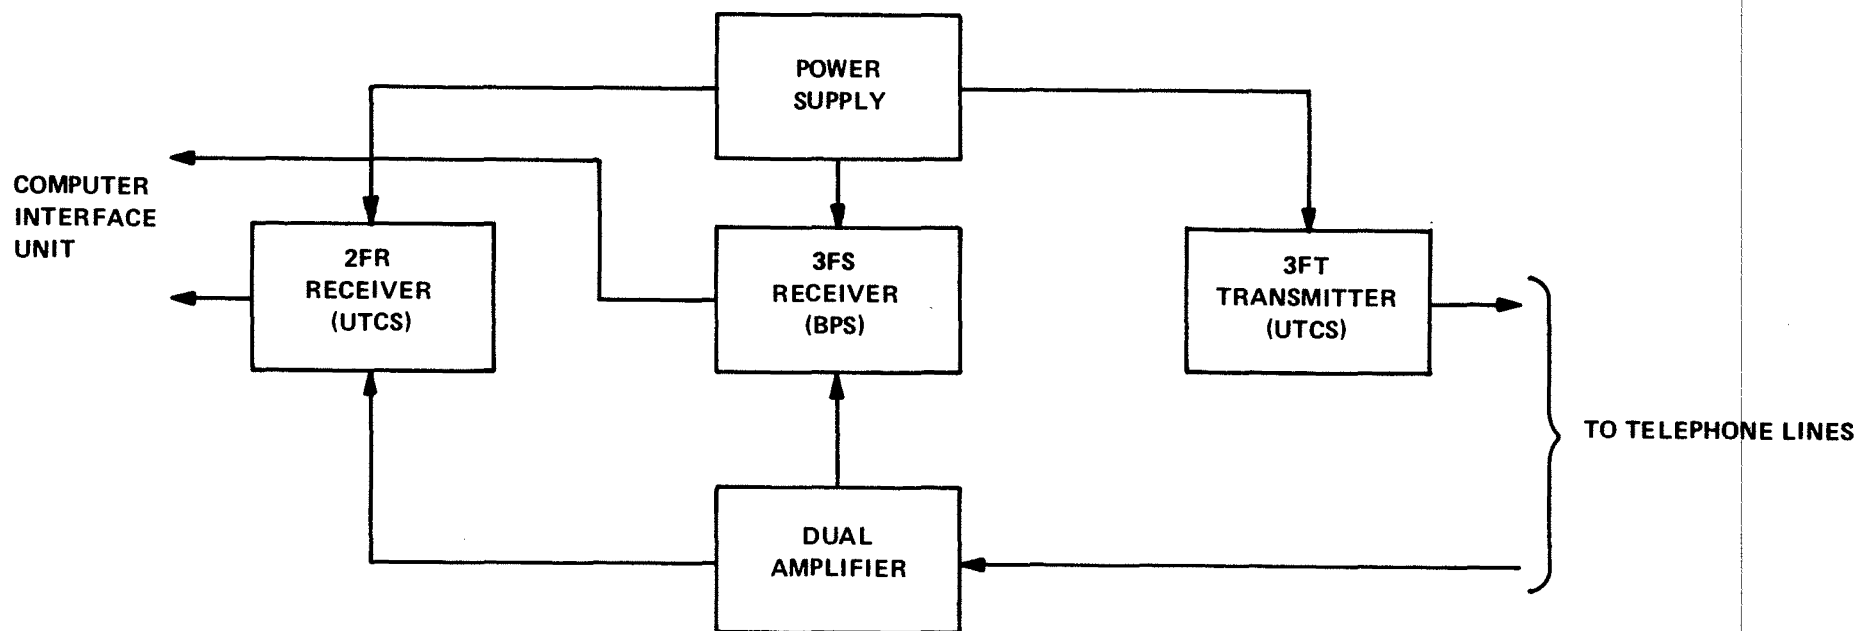 POWER
SUPPLY
COMPUTER
INTERFACE
UNIT
2FR
RECEIVER
(UTCS)
3FS
RECEIVER
(BPS)
3FT
TRANSMITTER
(UTCS)
TO TELEPHONE LINES
DUAL
AMPLIFIER